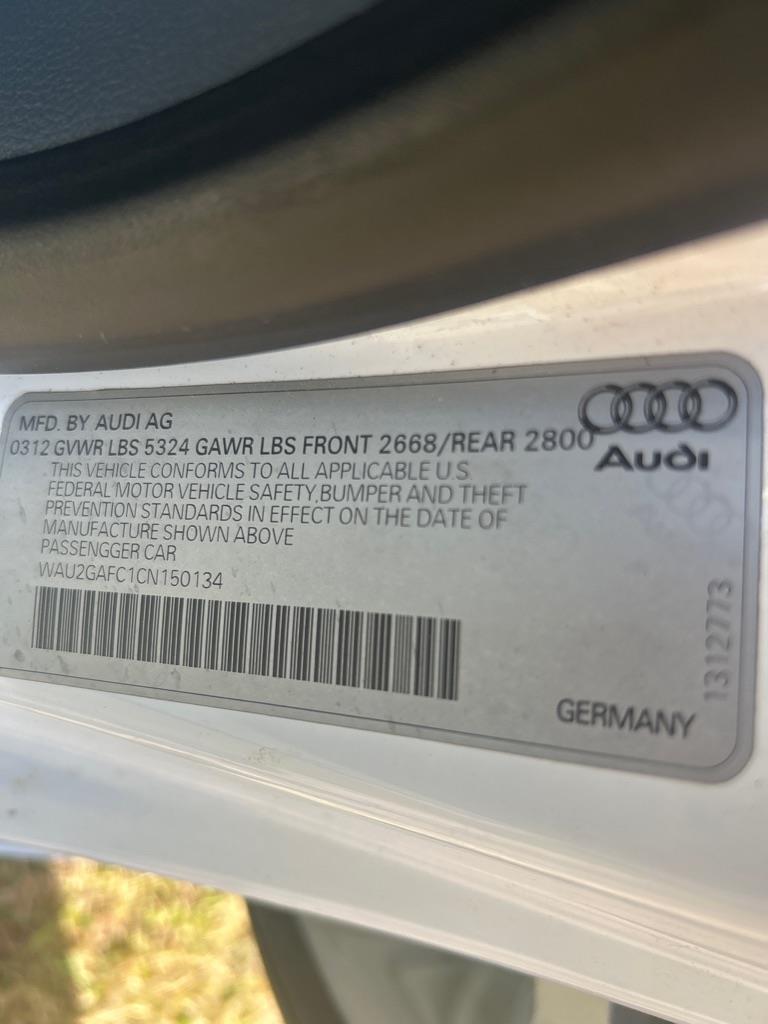 MFD. BY AUDI AG
0312 GVWR LBS 5324 GAWR LBS FRONT 2668/REAR 2800
THIS VEHICLE CONFORMS TO ALL APPLICABLE U.S.
FEDERAL MOTOR VEHICLE SAFETY,BUMPER AND THEFT
PREVENTION STANDARDS IN EFFECT ON THE DATE OF
MANUFACTURE SHOWN ABOVE
PASSENGGER CAR
WAU2GAFC1CN150134
Audi
GERMANY
1312773